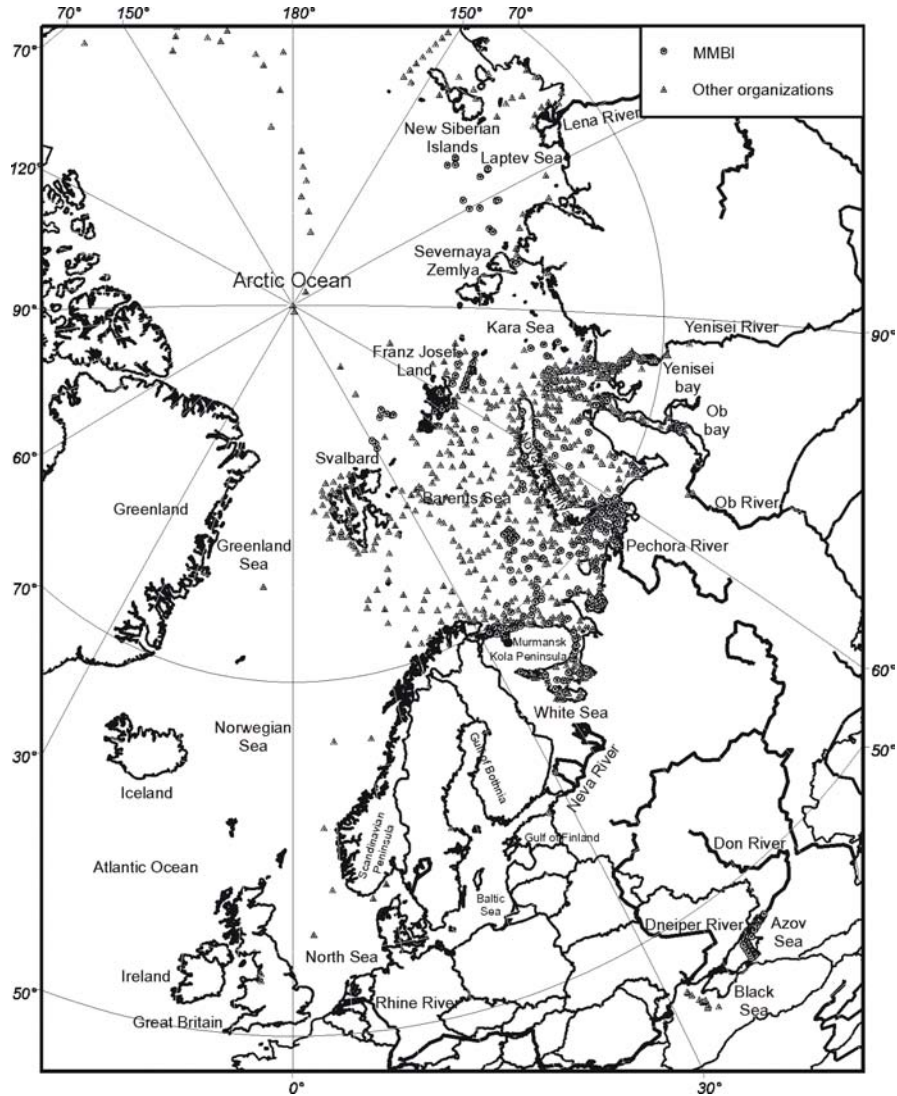 70° 150° 180° 150° 70°
70°
MMBI
Other organizations
New Siberian
Islands
Lena River
Laptev Sea
120°
Severnaya
Zemlya
Arctic Ocean
90°
Kara Sea
Yenisei River
90°
Franz Josef
Land
Yenisei
bay
Ob
bay
60°
Svalbard
Barents Sea
Greenland
Ob River
Greenland
Sea
Pechora River
70°
Murmansk
Kola Peninsula
60°
White Sea
Norwegian
Sea
30°
50°
Gulf of Bothnia
Neva River
Iceland
Scandinavian
Peninsula
Gulf of Finland
Don River
Atlantic Ocean
Baltic
Sea
Dneiper River
Azov
Sea
North Sea
Ireland
50°
Rhine River
Black
Sea
Great Britain
0° 30°